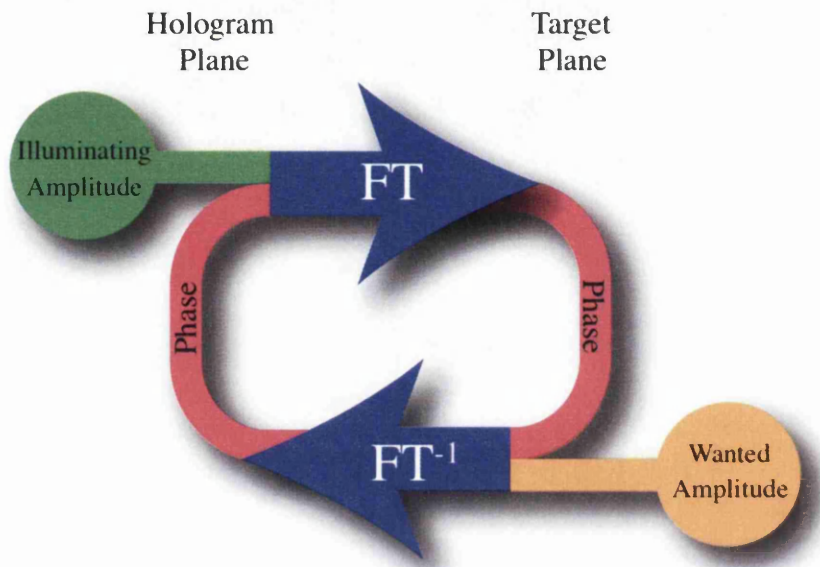 Hologram
Plane
Target
Plane
Illuminating
Amplitude
FT
Phase
Phase
FT⁻¹
Wanted
Amplitude